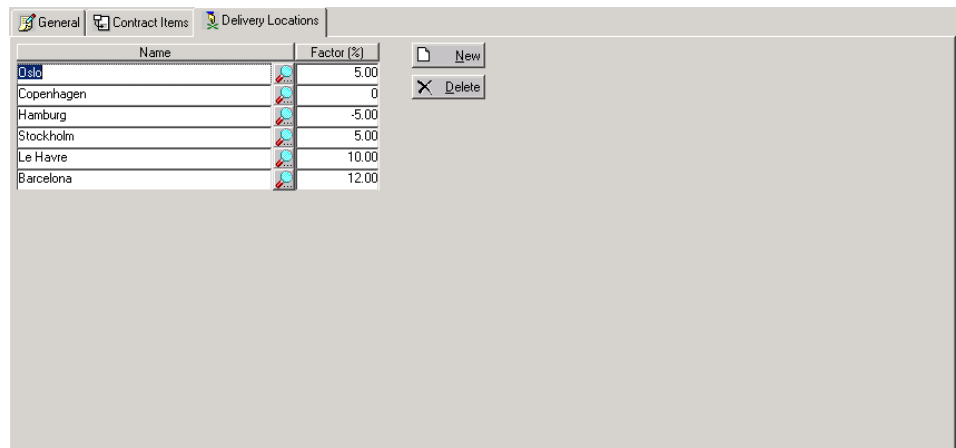 General Contract Items Delivery Locations
Name Factor (%)
New
Oslo 5.00
Copenhagen 0
Delete
Hamburg -5.00
Stockholm 5.00
Le Havre 10.00
Barcelona 12.00